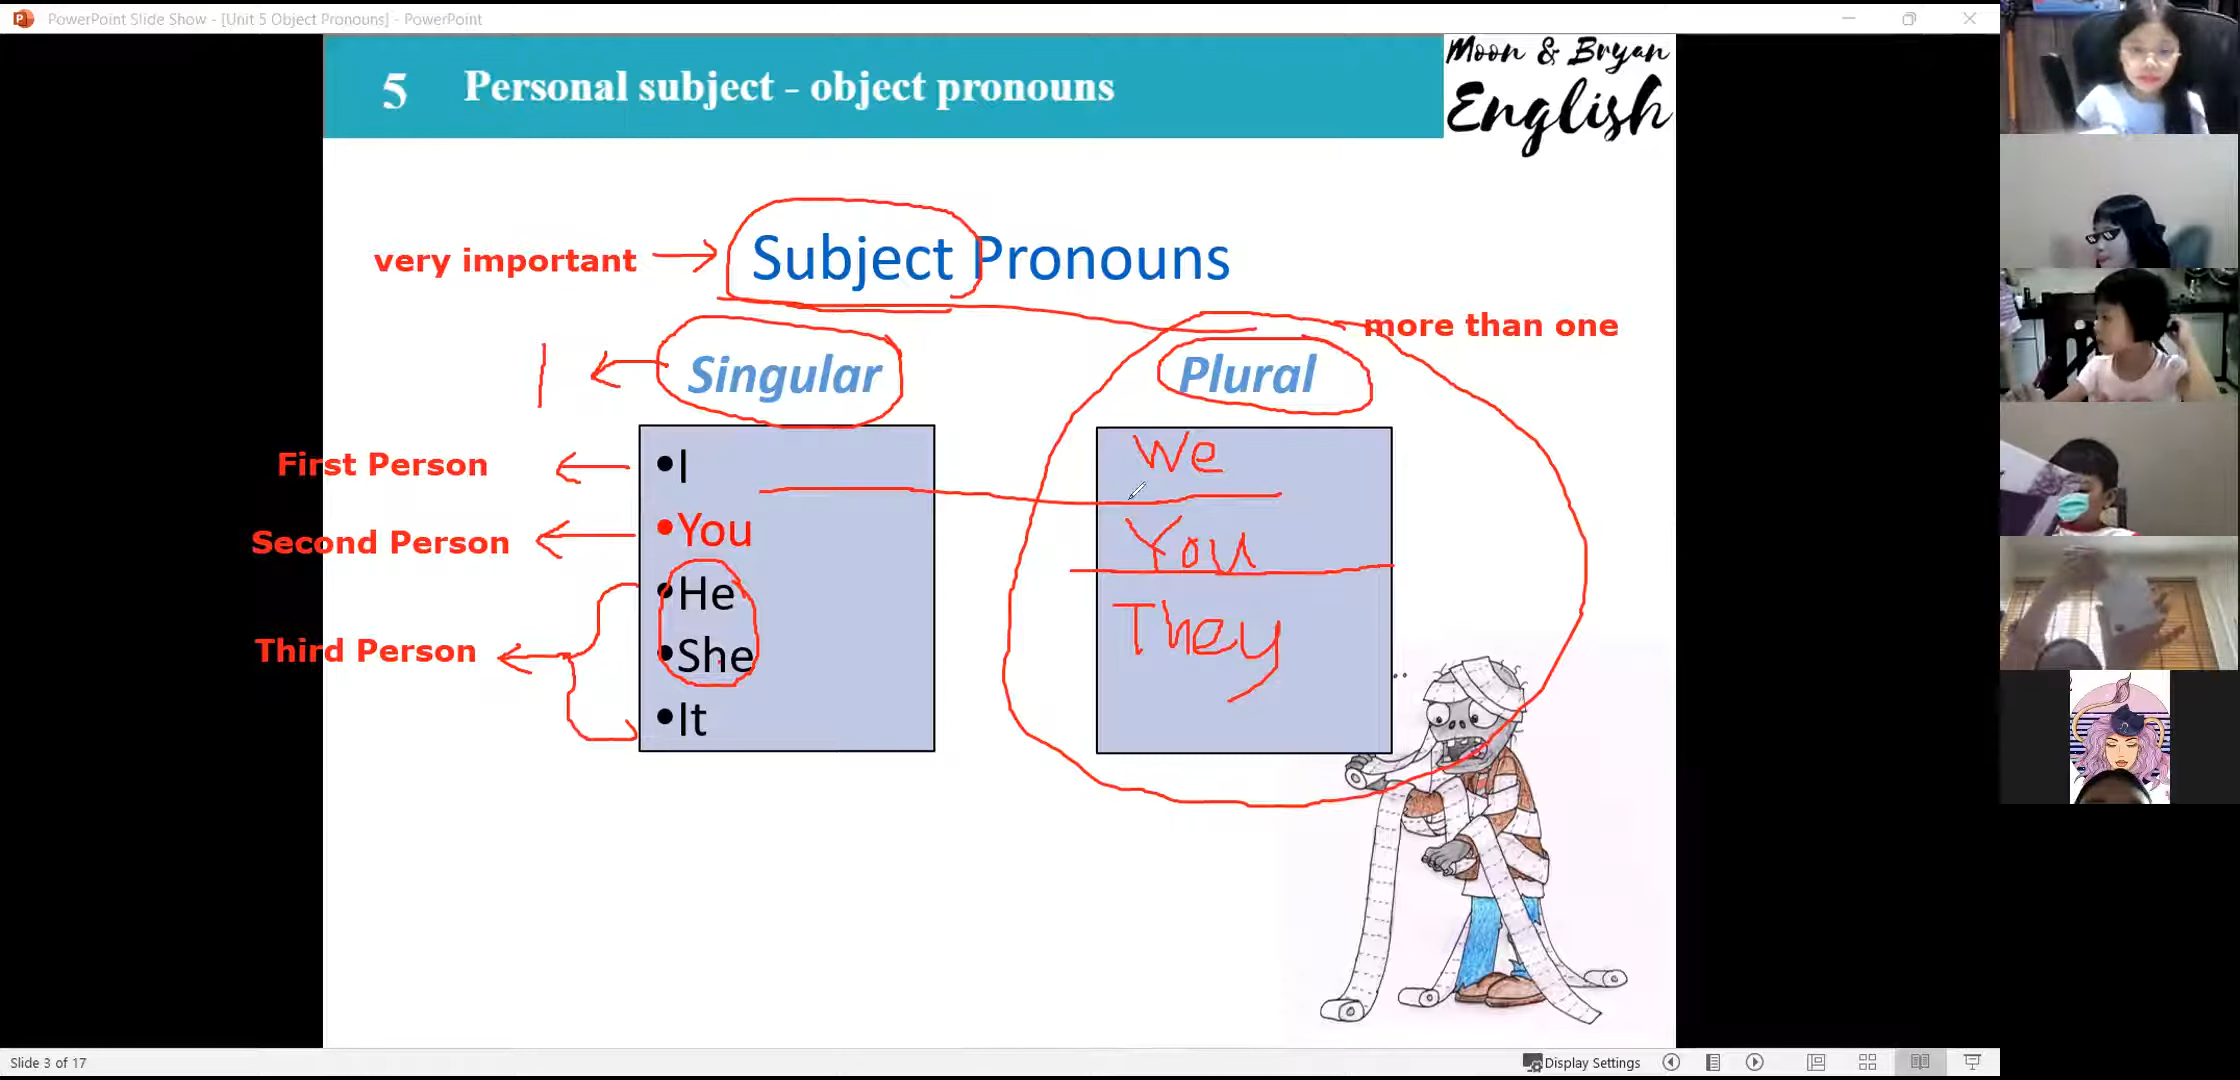 PowerPoint Slide Show - [Unit 5 Object Pronouns] - PowerPoint
5 Personal subject - object pronouns
Moon & Bryan
English
very important
Subject Pronouns
more than one
1
Singular
Plural
First Person
•I
We
Second Person
•You
You
•He
They
Third Person
•She
•It
Slide 3 of 17
Display Settings